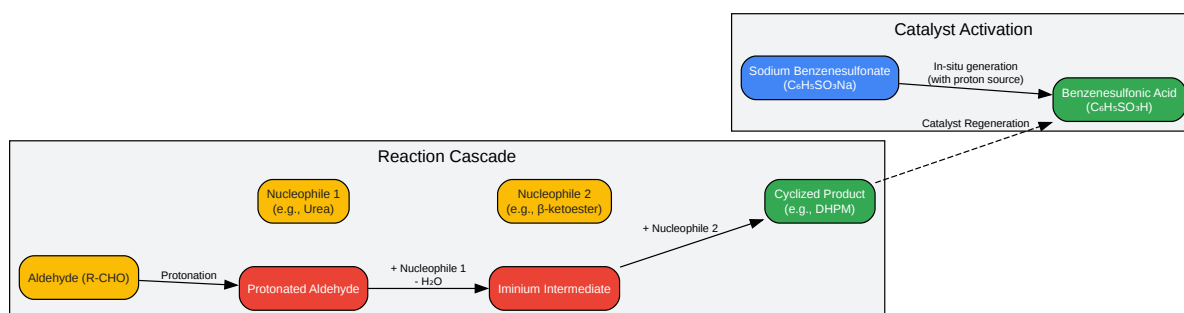 Catalyst Activation
Sodium Benzenesulfonate
(C₆H₅SO₃Na)
In-situ generation
(with proton source)
Benzenesulfonic Acid
(C₆H₅SO₃H)
Catalyst Regeneration
Reaction Cascade
Nucleophile 1
(e.g., Urea)
Nucleophile 2
(e.g., β-ketoester)
Cyclized Product
(e.g., DHPM)
+ Nucleophile 2
Aldehyde (R-CHO)
Protonation
Protonated Aldehyde
+ Nucleophile 1
- H₂O
Iminium Intermediate